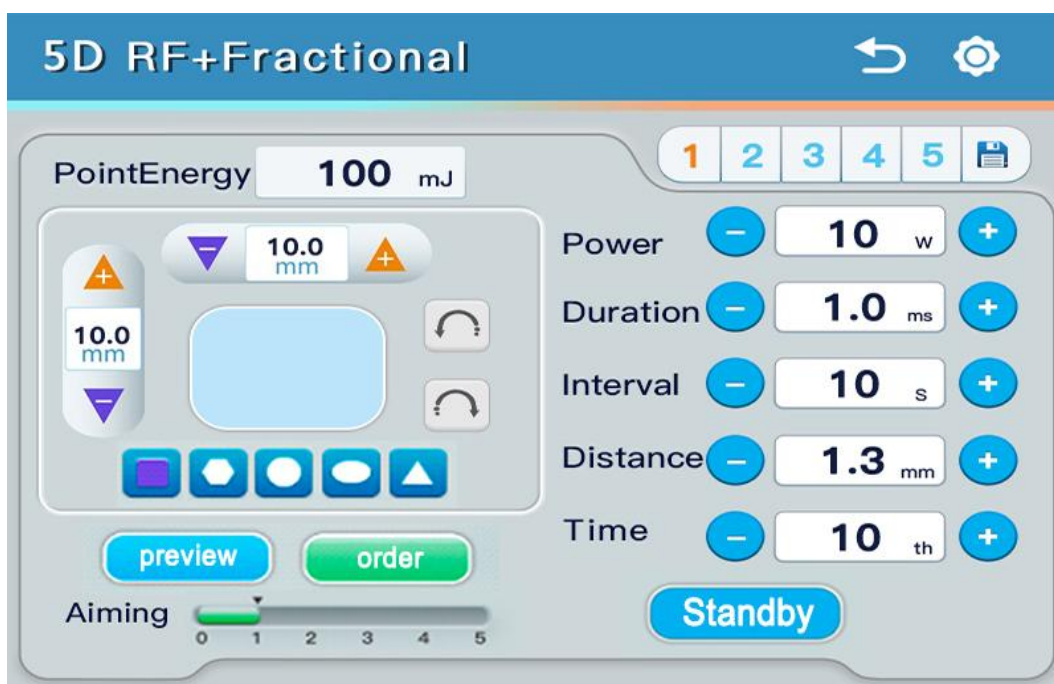 5D RF+Fractional
1 2 3 4 5
PointEnergy 100 mJ
10.0
mm
10.0
mm
Power − 10 w +
Duration − 1.0 ms +
Interval − 10 s +
Distance − 1.3 mm +
Time − 10 th +
preview order
Aiming
0 1 2 3 4 5
Standby